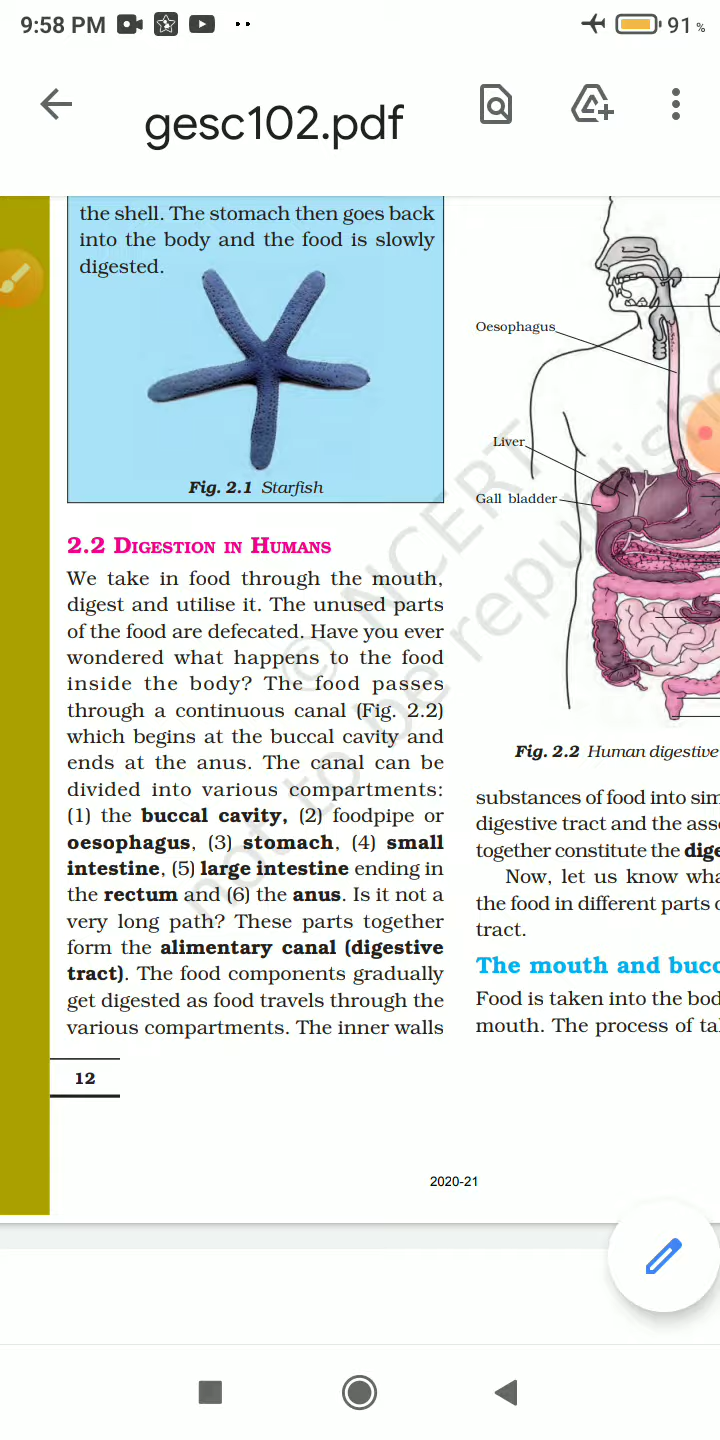 9:58 PM
91 %
gesc102.pdf
the shell. The stomach then goes back
into the body and the food is slowly
digested.
Fig. 2.1 Starfish
2.2 DIGESTION IN HUMANS
We take in food through the mouth,
digest and utilise it. The unused parts
of the food are defecated. Have you ever
wondered what happens to the food
inside the body? The food passes
through a continuous canal (Fig. 2.2)
which begins at the buccal cavity and
ends at the anus. The canal can be
divided into various compartments:
(1) the buccal cavity, (2) foodpipe or
oesophagus, (3) stomach, (4) small
intestine, (5) large intestine ending in
the rectum and (6) the anus. Is it not a
very long path? These parts together
form the alimentary canal (digestive
tract). The food components gradually
get digested as food travels through the
various compartments. The inner walls
12
Oesophagus
Liver
Gall bladder
Fig. 2.2 Human digestive
substances of food into sim
digestive tract and the asso
together constitute the dige
Now, let us know wha
the food in different parts o
tract.
The mouth and bucc
Food is taken into the bod
mouth. The process of ta
© NCERT
not to be republishe
2020-21